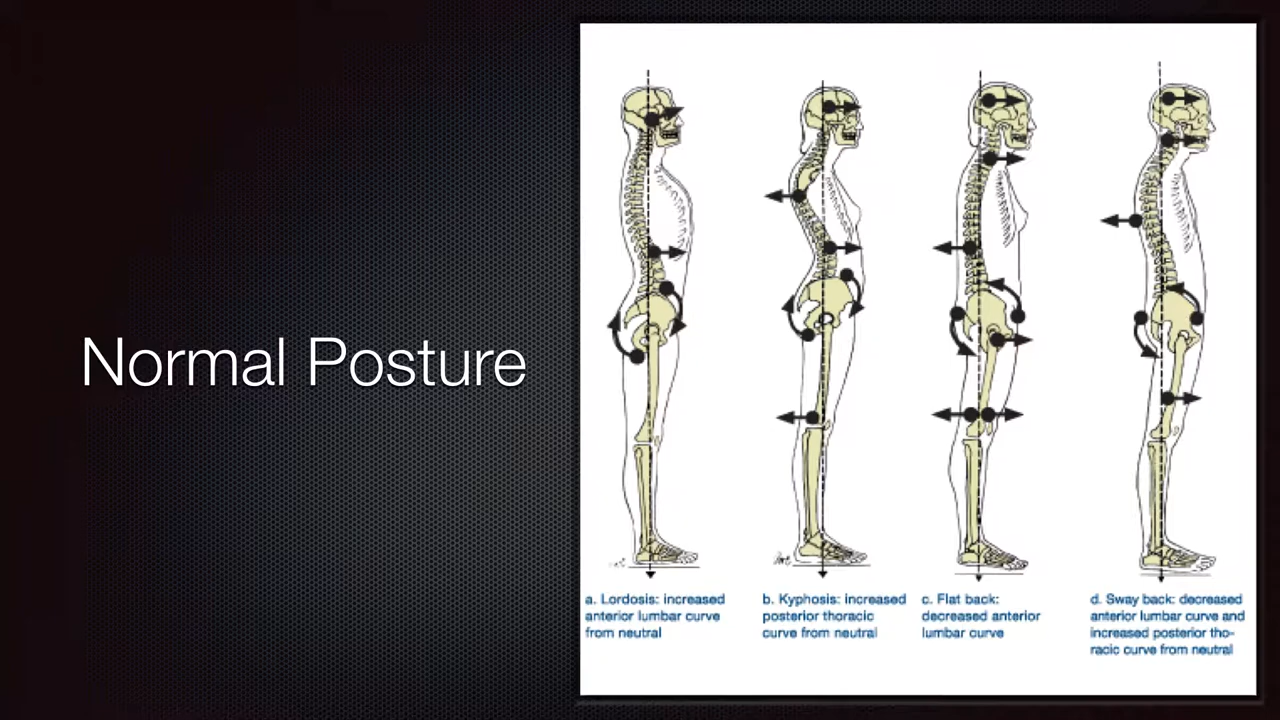 Normal Posture
a. Lordosis: increased
anterior lumbar curve
from neutral
b. Kyphosis: increased
posterior thoracic
curve from neutral
c. Flat back:
decreased anterior
lumbar curve
d. Sway back: decreased
anterior lumbar curve and
increased posterior tho-
racic curve from neutral